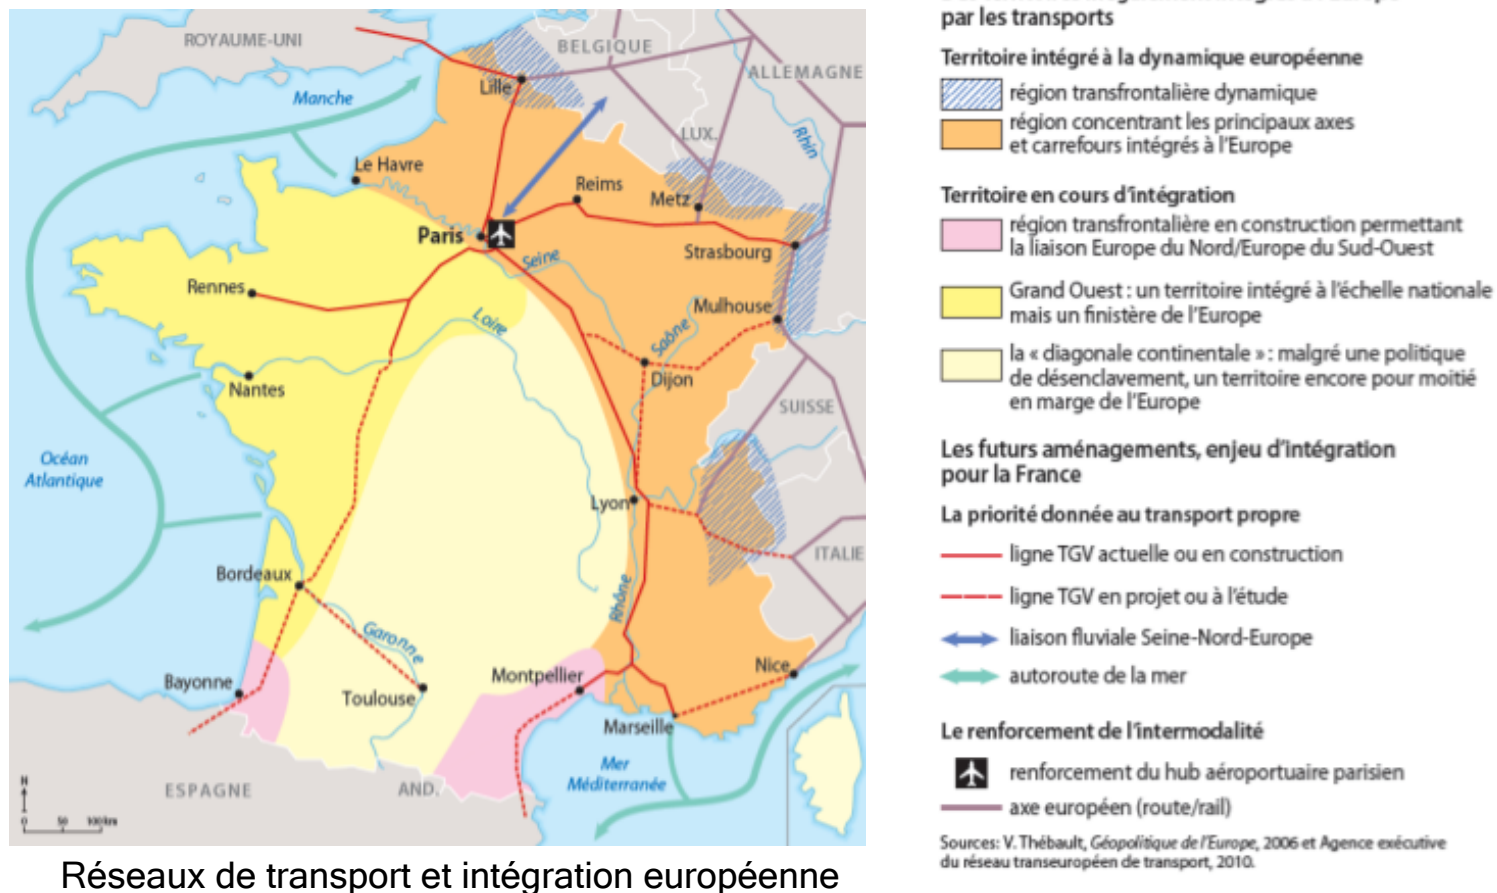 ROYAUME-UNI
BELGIQUE
ALLEMAGNE
Manche
Lille
LUX.
Rhin
Le Havre
Reims
Metz
Paris
Strasbourg
Seine
Rennes
Mulhouse
Loire
Saône
Dijon
Nantes
SUISSE
Océan
Atlantique
Lyon
ITALIE
Bordeaux
Rhône
Garonne
Bayonne
Toulouse
Montpellier
Nice
Marseille
Mer
Méditerranée
ESPAGNE
AND.
N
0 50 100 km
Réseaux de transport et intégration européenne
par les transports
Territoire intégré à la dynamique européenne
région transfrontalière dynamique
région concentrant les principaux axes
et carrefours intégrés à l'Europe
Territoire en cours d'intégration
région transfrontalière en construction permettant
la liaison Europe du Nord/Europe du Sud-Ouest
Grand Ouest : un territoire intégré à l'échelle nationale
mais un finistère de l'Europe
la « diagonale continentale » : malgré une politique
de désenclavement, un territoire encore pour moitié
en marge de l'Europe
Les futurs aménagements, enjeu d'intégration
pour la France
La priorité donnée au transport propre
ligne TGV actuelle ou en construction
ligne TGV en projet ou à l'étude
liaison fluviale Seine-Nord-Europe
autoroute de la mer
Le renforcement de l'intermodalité
renforcement du hub aéroportuaire parisien
axe européen (route/rail)
Sources: V. Thébault, Géopolitique de l'Europe, 2006 et Agence exécutive
du réseau transeuropéen de transport, 2010.